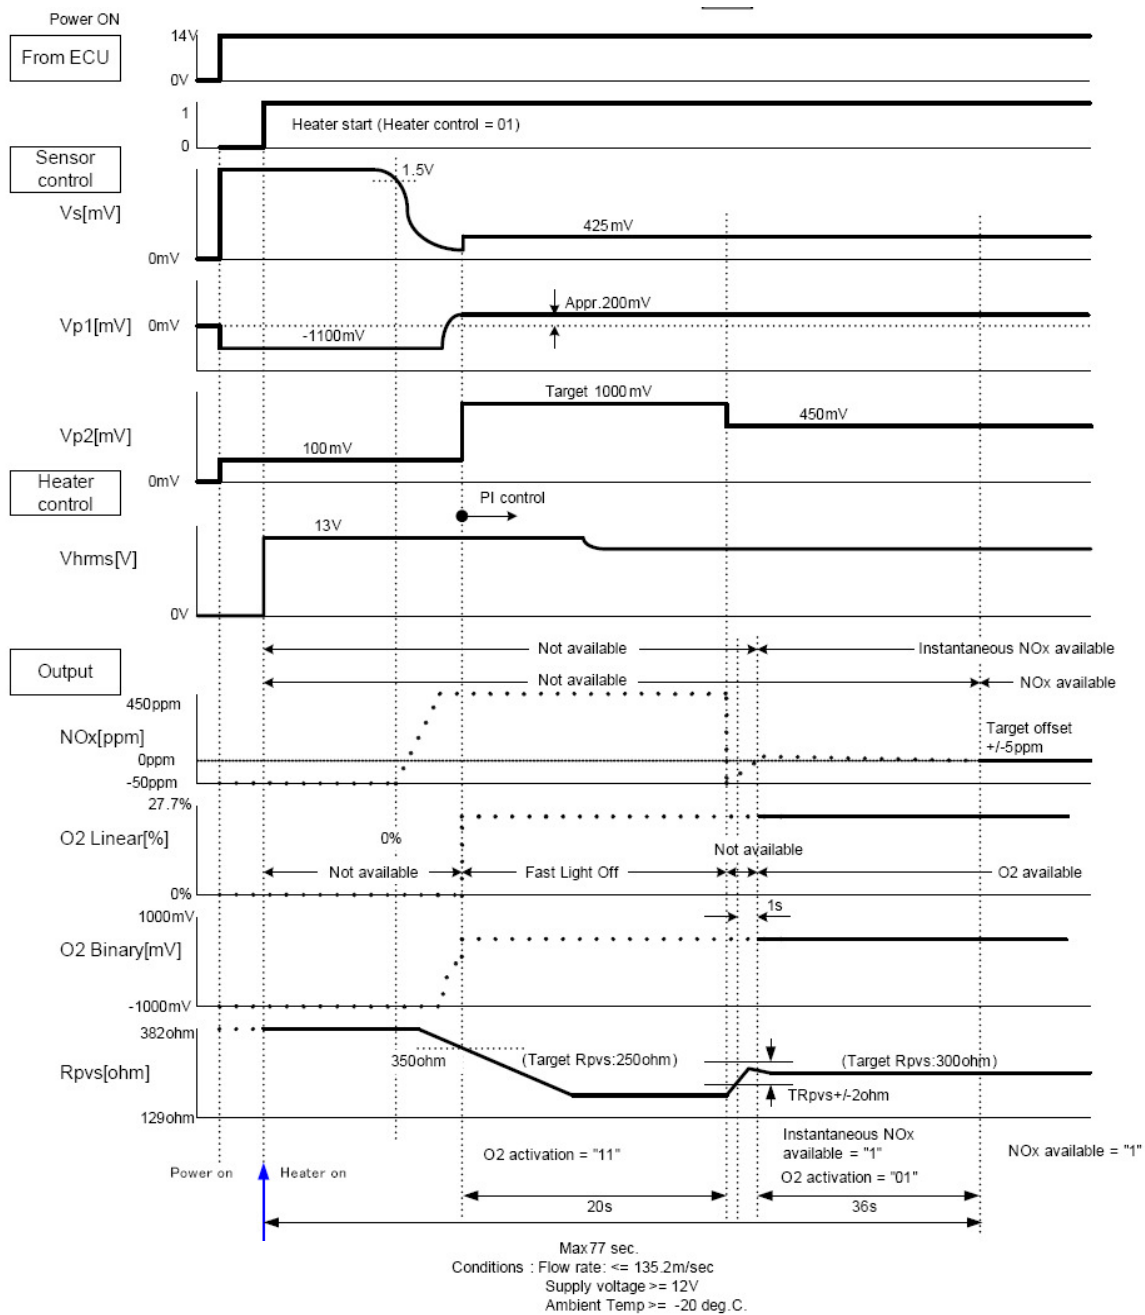 Power ON
From ECU
14V
0V
1
0
Heater start (Heater control = 01)
Sensor
control
1.5V
Vs[mV]
425mV
0mV
Appr.200mV
Vp1[mV]
0mV
-1100mV
Target 1000mV
450mV
Vp2[mV]
100mV
0mV
Heater
control
PI control
13V
Vhrms[V]
0V
Output
Not available
Instantaneous NOx available
Not available
NOx available
450ppm
NOx[ppm]
Target offset
+/-5ppm
0ppm
-50ppm
27.7%
O2 Linear[%]
0%
Not available
Not available
Fast Light Off
O2 available
0%
1000mV
1s
O2 Binary[mV]
-1000mV
382ohm
350ohm
(Target Rpvs:250ohm)
(Target Rpvs:300ohm)
Rpvs[ohm]
TRpvs+/-2ohm
129ohm
Instantaneous NOx
available = "1"
O2 activation = "11"
NOx available = "1"
Power on
Heater on
O2 activation = "01"
20s
36s
Max77 sec.
Conditions : Flow rate: <= 135.2m/sec
Supply voltage >= 12V
Ambient Temp >= -20 deg.C.